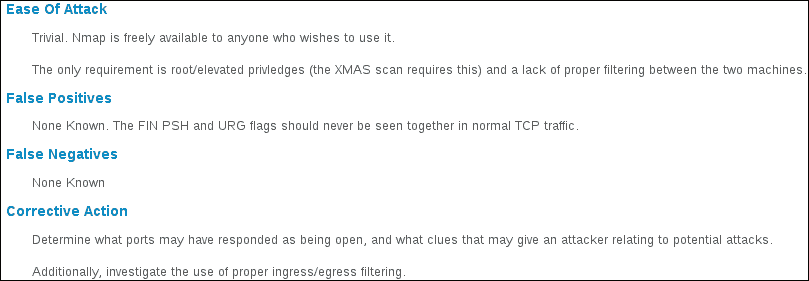 Ease Of Attack
Trivial. Nmap is freely available to anyone who wishes to use it.
The only requirement is root/elevated privledges (the XMAS scan requires this) and a lack of proper filtering between the two machines.
False Positives
None Known. The FIN PSH and URG flags should never be seen together in normal TCP traffic.
False Negatives
None Known
Corrective Action
Determine what ports may have responded as being open, and what clues that may give an attacker relating to potential attacks.
Additionally, investigate the use of proper ingress/egress filtering.